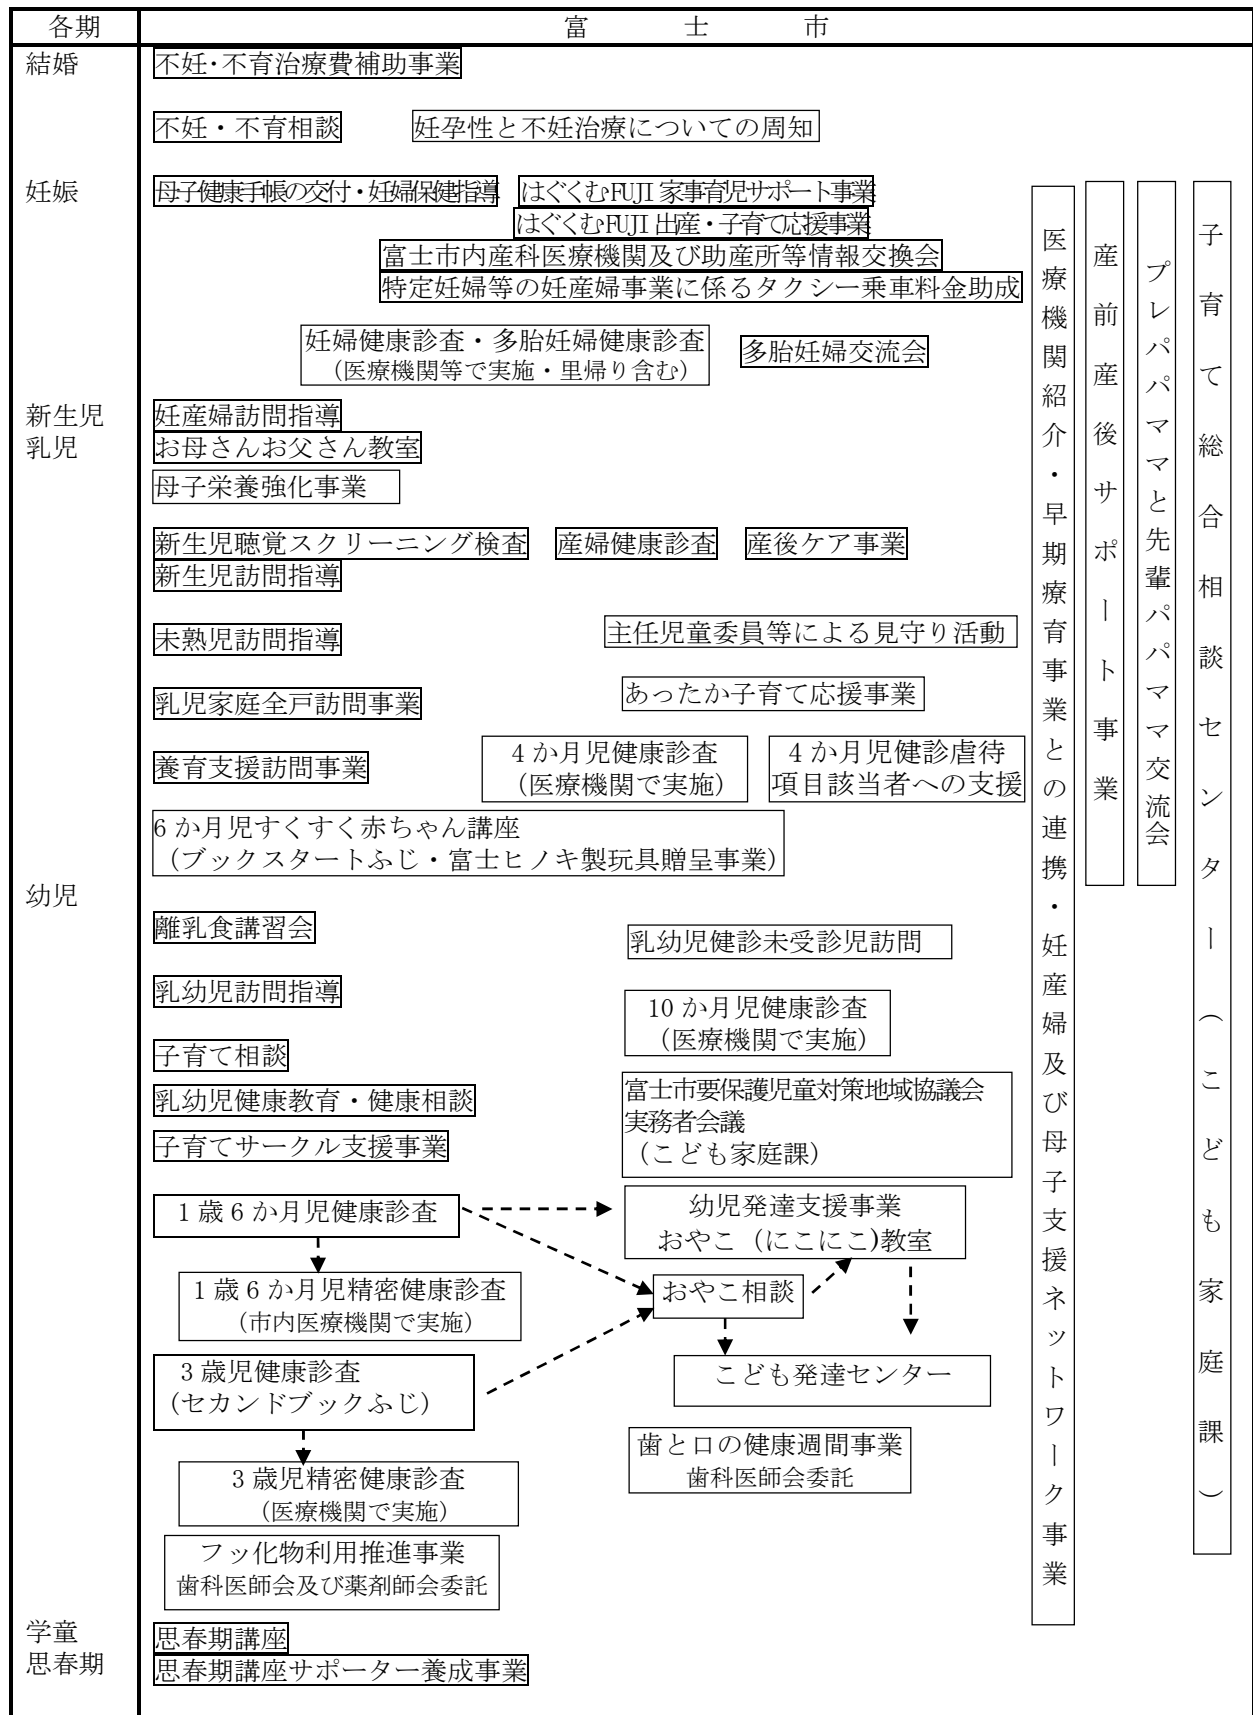 各期
富士市
結婚
不妊・不育治療費補助事業
不妊・不育相談
妊孕性と不妊治療についての周知
妊娠
母子健康手帳の交付・妊婦保健指導
はぐくむFUJI 家事育児サポート事業
はぐくむFUJI 出産・子育て応援事業
富士市内産科医療機関及び助産所等情報交換会
特定妊婦等の妊産婦事業に係るタクシー乗車料金助成
妊婦健康診査・多胎妊婦健康診査
（医療機関等で実施・里帰り含む）
多胎妊婦交流会
新生児
乳児
妊産婦訪問指導
お母さんお父さん教室
母子栄養強化事業
新生児聴覚スクリーニング検査
産婦健康診査
産後ケア事業
新生児訪問指導
未熟児訪問指導
主任児童委員等による見守り活動
乳児家庭全戸訪問事業
あったか子育て応援事業
養育支援訪問事業
4 か月児健康診査
（医療機関で実施）
4 か月児健診虐待
項目該当者への支援
6 か月児すくすく赤ちゃん講座
（ブックスタートふじ・富士ヒノキ製玩具贈呈事業）
幼児
離乳食講習会
乳幼児健診未受診児訪問
乳幼児訪問指導
10 か月児健康診査
（医療機関で実施）
子育て相談
乳幼児健康教育・健康相談
富士市要保護児童対策地域協議会
実務者会議
（こども家庭課）
子育てサークル支援事業
1 歳 6 か月児健康診査
幼児発達支援事業
おやこ（にこにこ)教室
1 歳 6 か月児精密健康診査
（市内医療機関で実施）
おやこ相談
3 歳児健康診査
（セカンドブックふじ）
こども発達センター
歯と口の健康週間事業
歯科医師会委託
3 歳児精密健康診査
（医療機関で実施）
フッ化物利用推進事業
歯科医師会及び薬剤師会委託
学童
思春期
思春期講座
思春期講座サポーター養成事業
医療機関紹介・早期療育事業との連携・妊産婦及び母子支援ネットワーク事業
産前産後サポート事業
プレパパママと先輩パパママ交流会
子育て総合相談センター（こども家庭課）